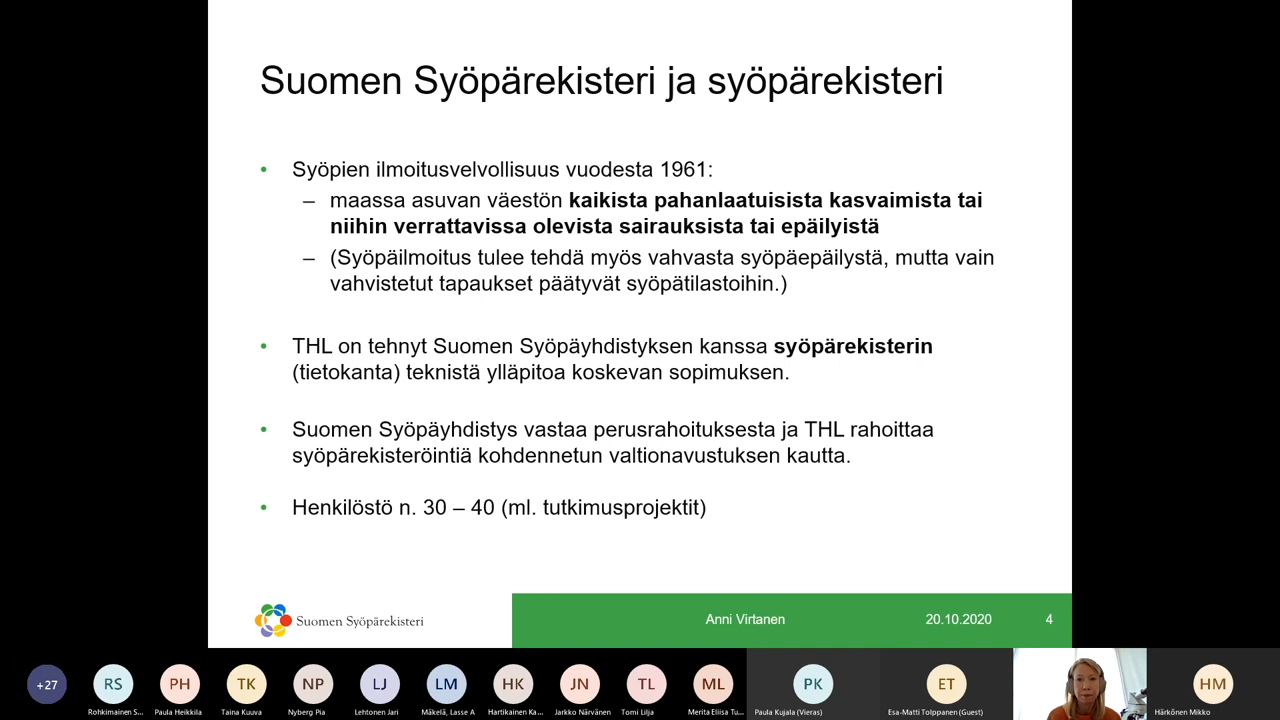 Suomen Syöpärekisteri ja syöpärekisteri
• Syöpien ilmoitusvelvollisuus vuodesta 1961:
– maassa asuvan väestön kaikista pahanlaatuisista kasvaimista tai
niihin verrattavissa olevista sairauksista tai epäilyistä
– (Syöpäilmoitus tulee tehdä myös vahvasta syöpäepäilystä, mutta vain
vahvistetut tapaukset päätyvät syöpätilastoihin.)
• THL on tehnyt Suomen Syöpäyhdistyksen kanssa syöpärekisterin
(tietokanta) teknistä ylläpitoa koskevan sopimuksen.
• Suomen Syöpäyhdistys vastaa perusrahoituksesta ja THL rahoittaa
syöpärekisteröintiä kohdennetun valtionavustuksen kautta.
• Henkilöstö n. 30 – 40 (ml. tutkimusprojektit)
Suomen Syöpärekisteri
Anni Virtanen 20.10.2020 4
+27 RS PH TK NP LJ LM HK JN TL ML PK ET HM
Rohkimainen S... Paula Heikkila Taina Kuuva Nyberg Pia Lehtonen Jari Mäkelä, Lasse A Hartikainen Ka... Jarkko Närvänen Tomi Lilja Merita Eliisa Tu... Paula Kujala (Vieras) Esa-Matti Tolppanen (Guest) Härkönen Mikko